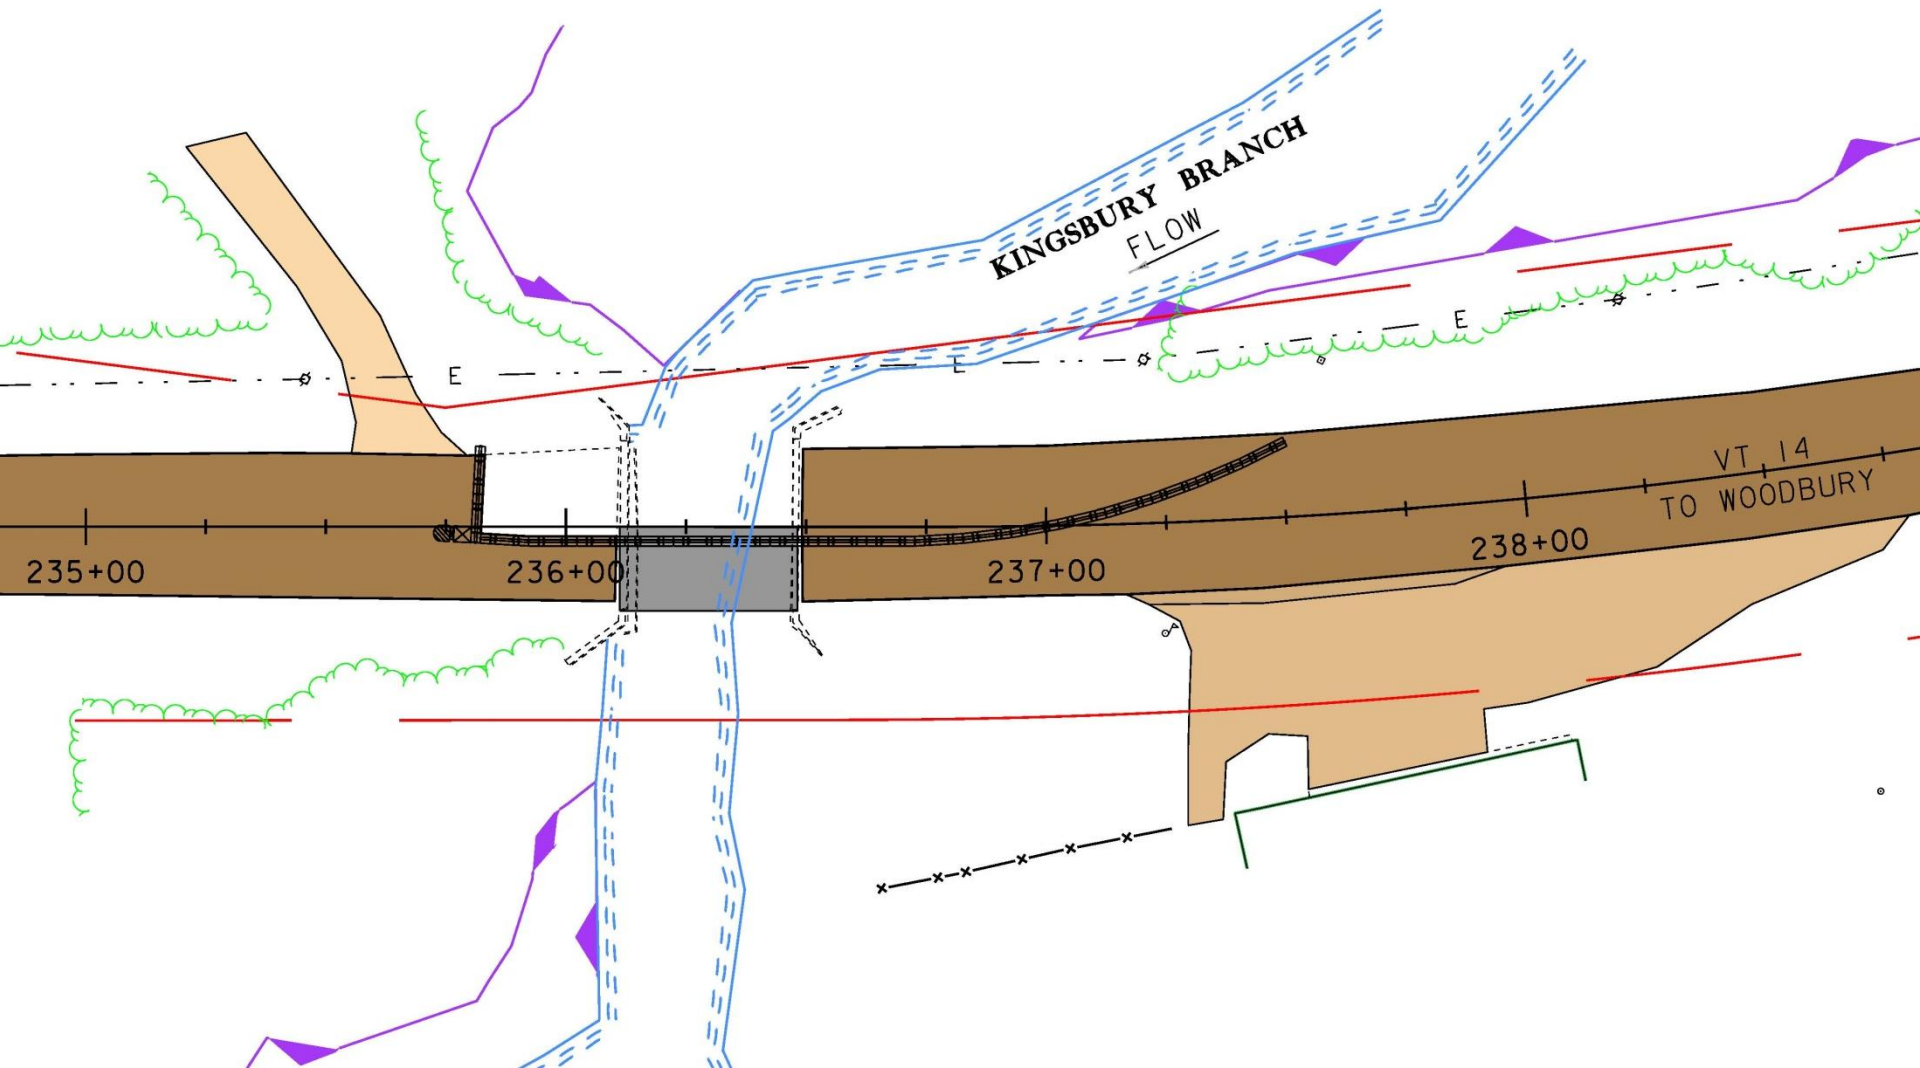 KINGSBURY BRANCH
FLOW
E
E
E
VT 14
TO WOODBURY
235+00
236+00
237+00
238+00